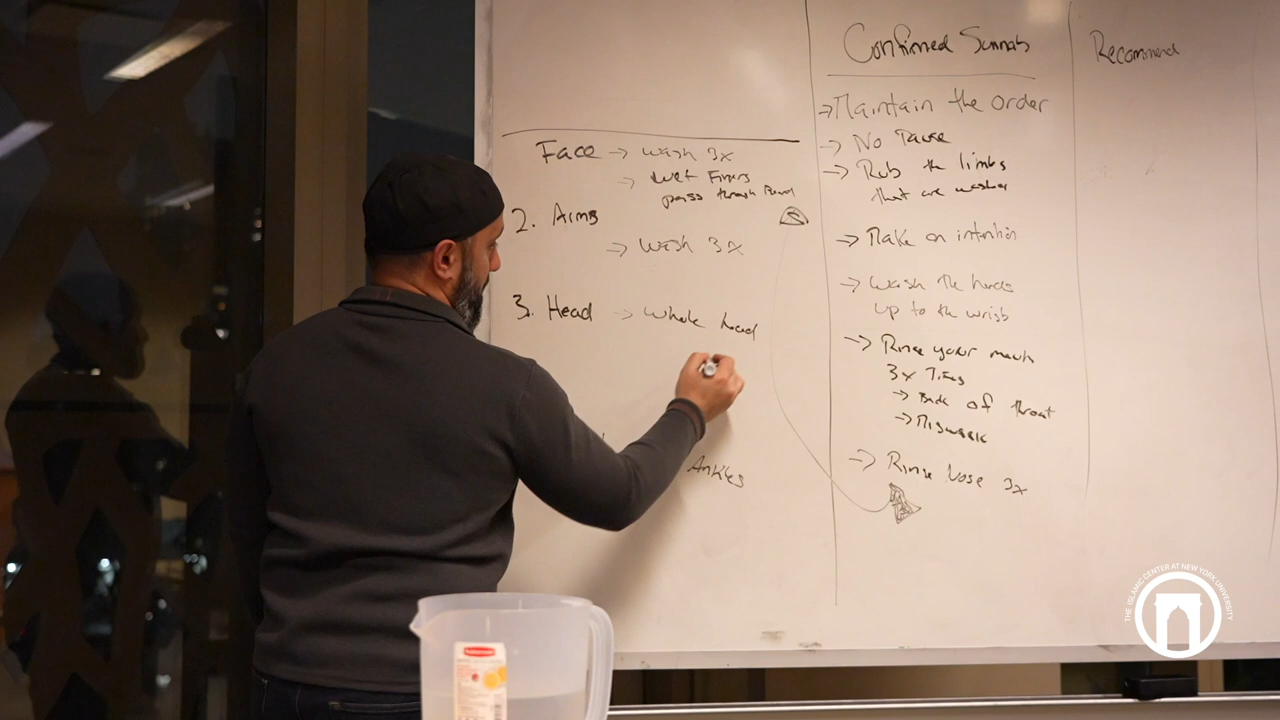 Face → Wash 3x
→ Wet Fingrs
pass through Beard
2. Arms
→ Wash 3x
3. Head → Whole head
Ankles
Confirmed Sunnah
→ Maintain the order
→ No Pause
→ Rub the limbs
that are washed
→ Make an intention
→ Wash the hands
up to the wrists
→ Rinse your mouth
3x Times
→ Back of throat
→ Miswaak
→ Rinse Nose 3x
Recommend
THE ISLAMIC CENTER AT NEW YORK UNIVERSITY
Rubbermaid